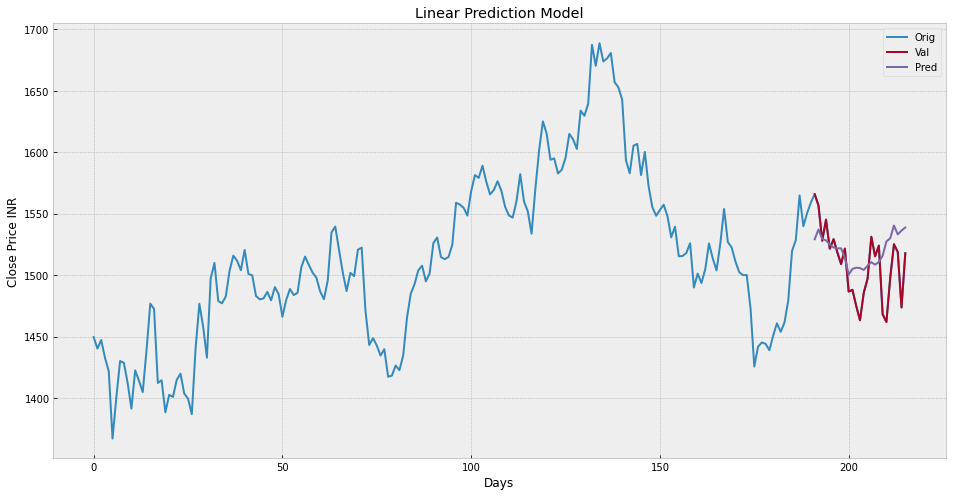 Linear Prediction Model
Orig
Val
Pred
Close Price INR
1700
1650
1600
1550
1500
1450
1400
0 50 100 150 200
Days